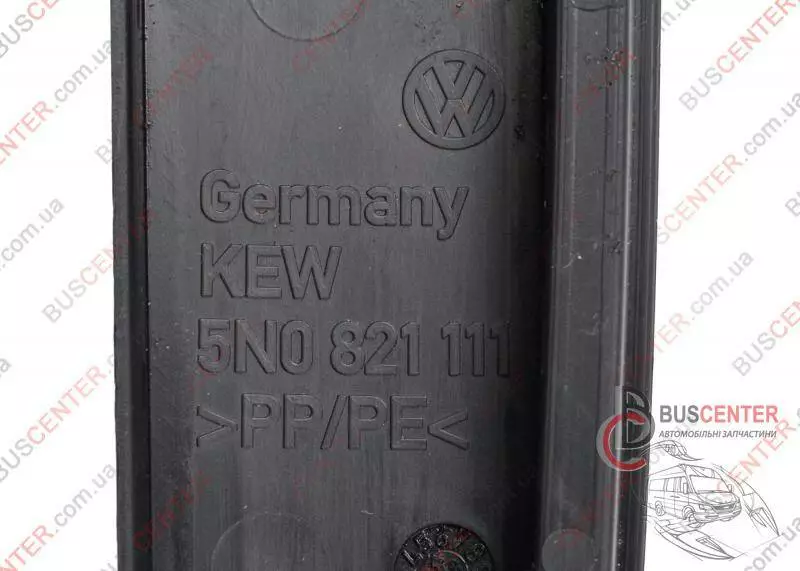 Germany
KEW
5N0 821 111
>PP/PE<
BUSCENTER
АВТОМОБІЛЬНІ ЗАПЧАСТИНИ
BUSCENTER.com.ua